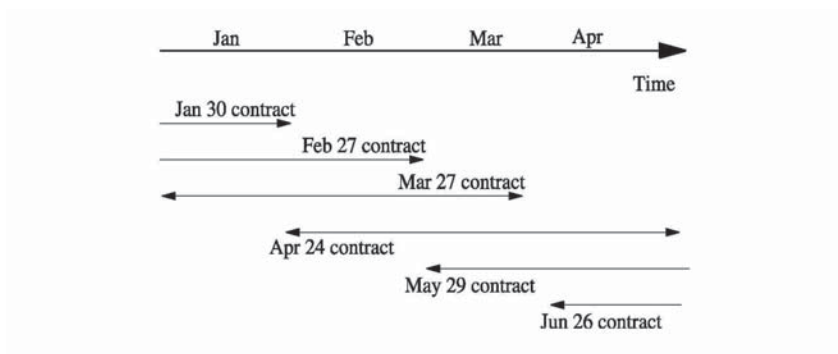 Jan Feb Mar Apr
Time
Jan 30 contract
Feb 27 contract
Mar 27 contract
Apr 24 contract
May 29 contract
Jun 26 contract